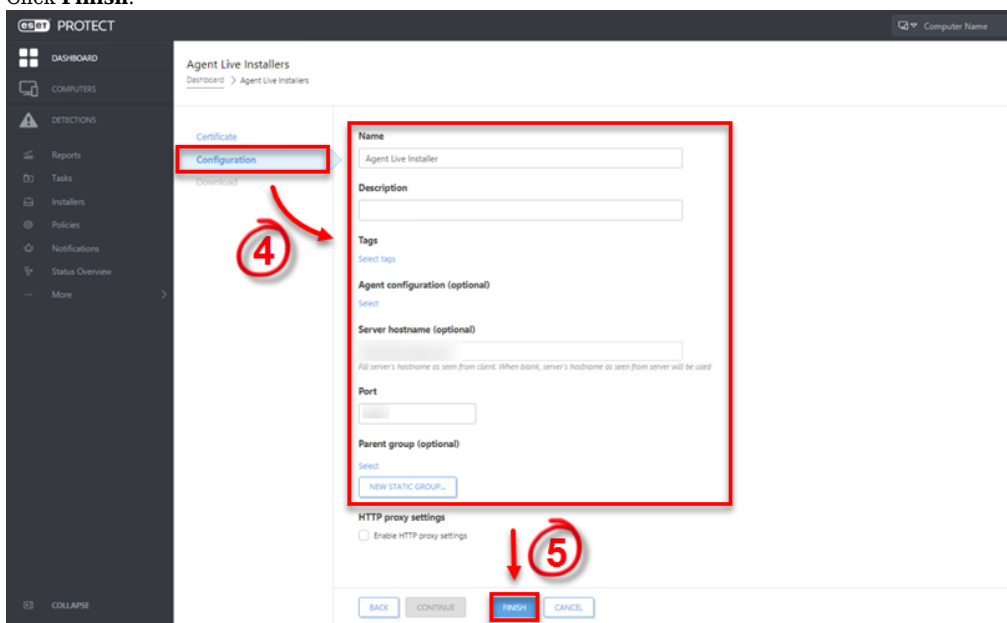 Click Finish.
eset PROTECT
Computer Name
DASHBOARD
COMPUTERS
DETECTIONS
Reports
Tasks
Installers
Policies
Notifications
Status Overview
More
COLLAPSE
Agent Live Installers
Dashboard > Agent Live Installers
Certificate
Configuration
Download
4
Name
Agent Live Installer
Description
Tags
Select tags
Agent configuration (optional)
Select
Server hostname (optional)
Fill server's hostname as seen from client. When blank, server's hostname as seen from server will be used
Port
Parent group (optional)
Select
NEW STATIC GROUP...
HTTP proxy settings
Enable HTTP proxy settings
5
BACK
CONTINUE
FINISH
CANCEL